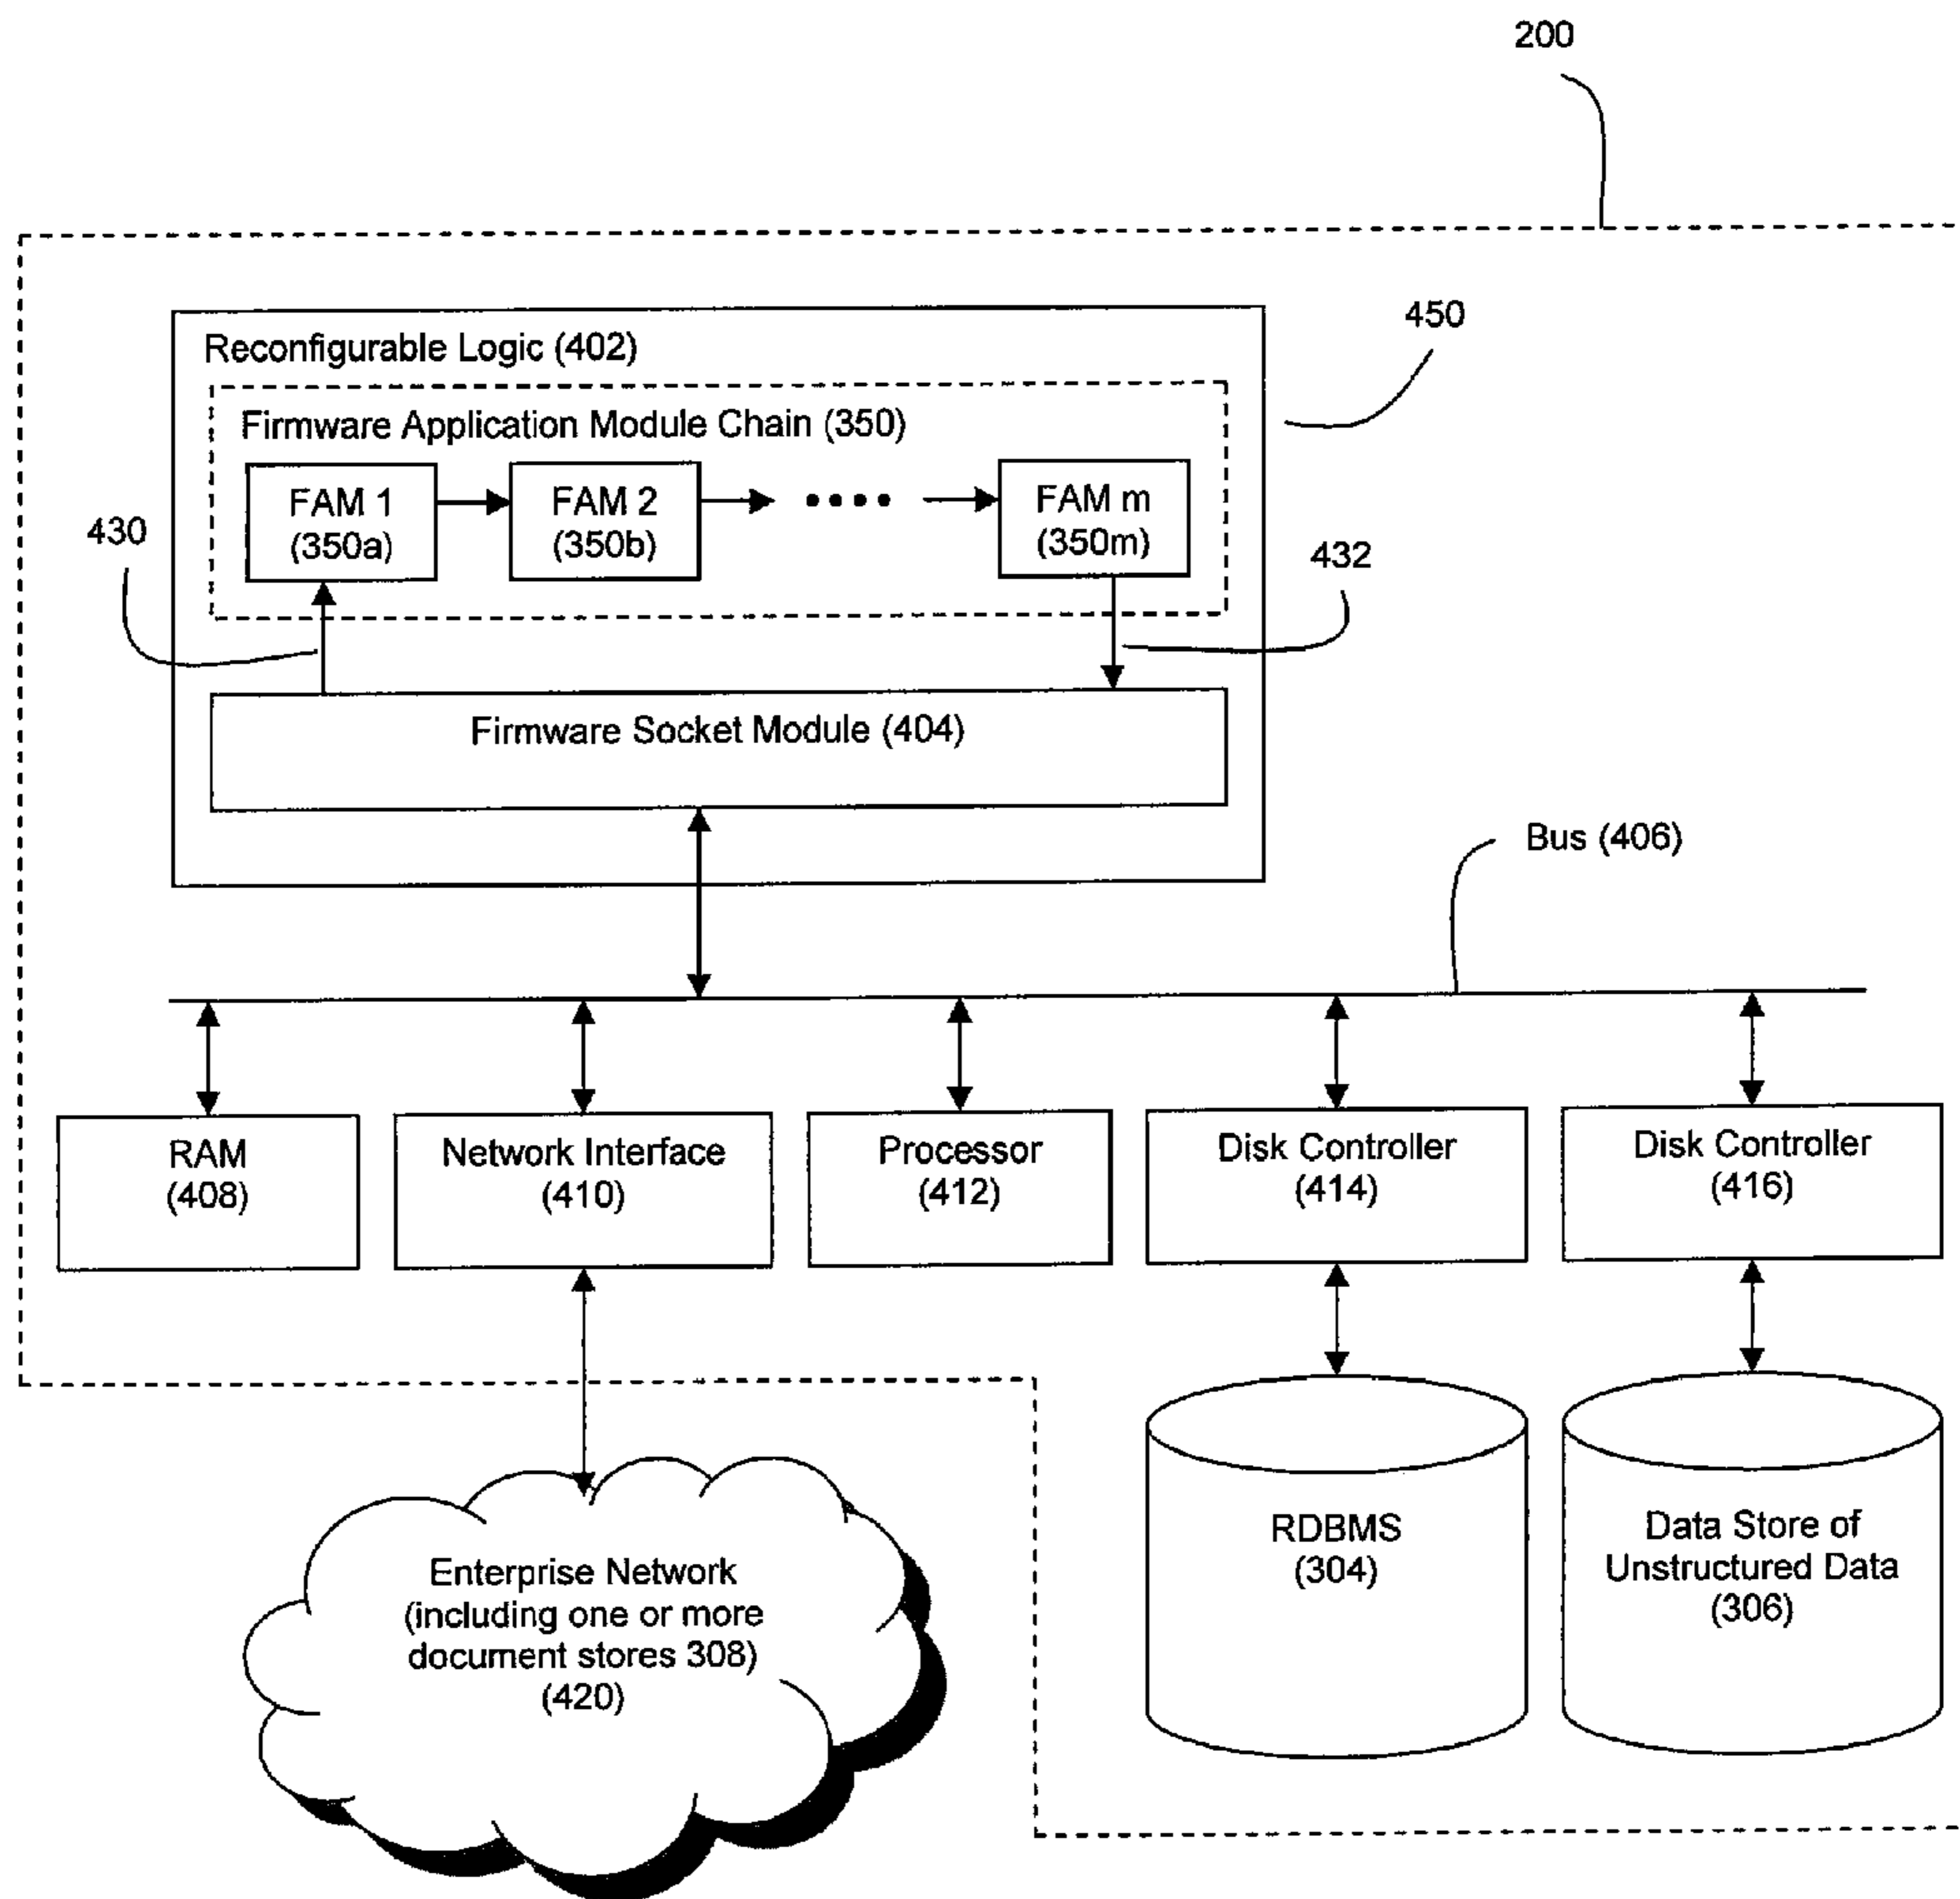 200
450
Reconfigurable Logic (402)
Firmware Application Module Chain (350)
FAM 1
(350a)
FAM 2
(350b)
FAM m
(350m)
430
432
Firmware Socket Module (404)
Bus (406)
RAM
(408)
Network Interface
(410)
Processor
(412)
Disk Controller
(414)
Disk Controller
(416)
Enterprise Network
(including one or more
document stores 308)
(420)
RDBMS
(304)
Data Store of
Unstructured Data
(306)